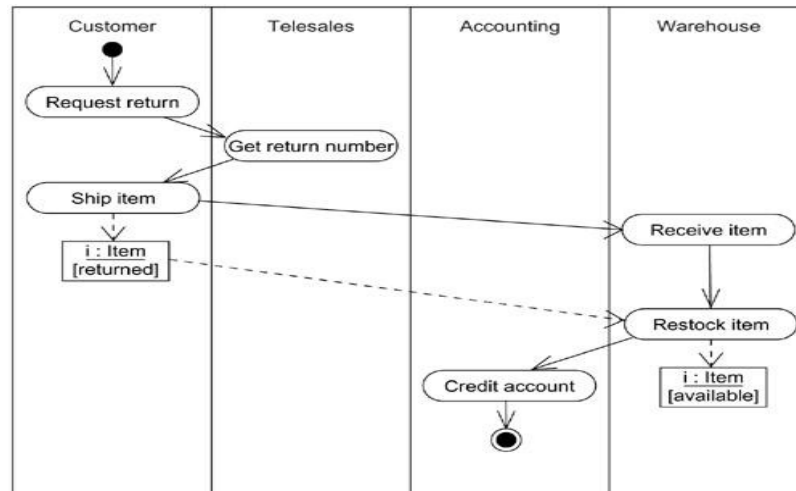 Customer
Telesales
Accounting
Warehouse
Request return
Get return number
Ship item
Receive item
i : Item
[returned]
Restock item
Credit account
i : Item
[available]